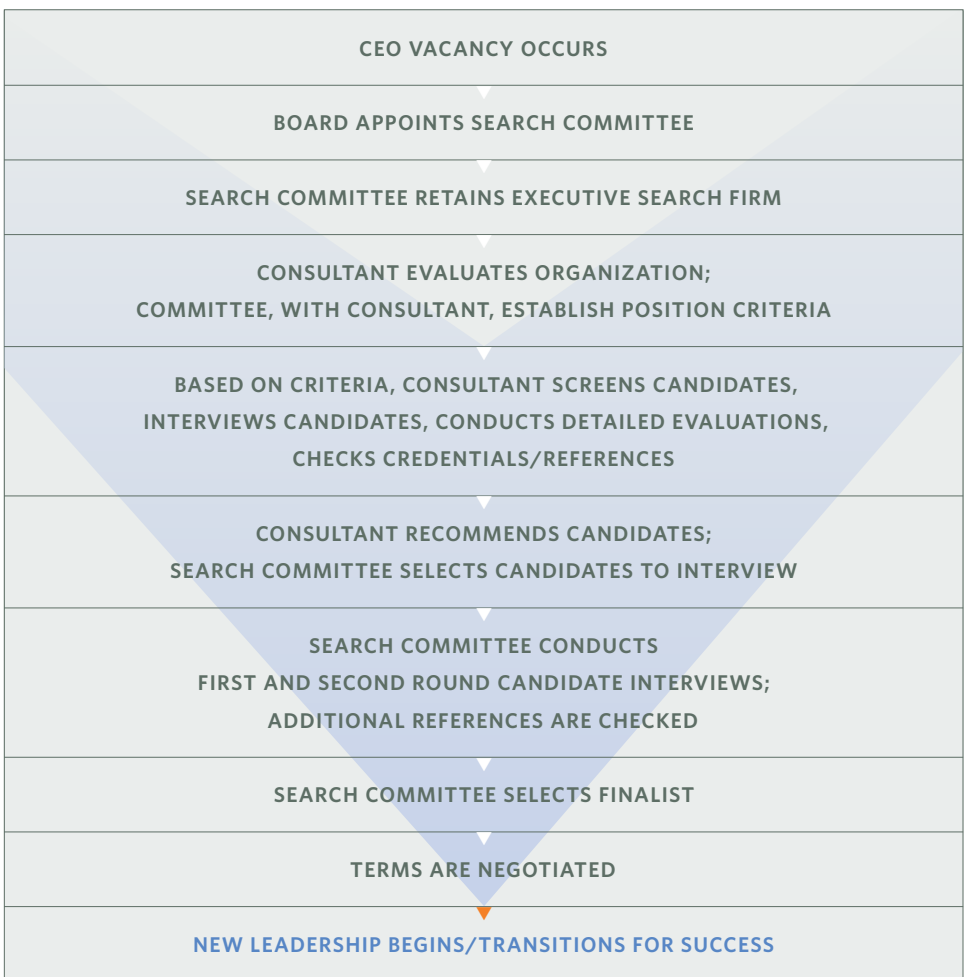 CEO VACANCY OCCURS
BOARD APPOINTS SEARCH COMMITTEE
SEARCH COMMITTEE RETAINS EXECUTIVE SEARCH FIRM
CONSULTANT EVALUATES ORGANIZATION;
COMMITTEE, WITH CONSULTANT, ESTABLISH POSITION CRITERIA
BASED ON CRITERIA, CONSULTANT SCREENS CANDIDATES,
INTERVIEWS CANDIDATES, CONDUCTS DETAILED EVALUATIONS,
CHECKS CREDENTIALS/REFERENCES
CONSULTANT RECOMMENDS CANDIDATES;
SEARCH COMMITTEE SELECTS CANDIDATES TO INTERVIEW
SEARCH COMMITTEE CONDUCTS
FIRST AND SECOND ROUND CANDIDATE INTERVIEWS;
ADDITIONAL REFERENCES ARE CHECKED
SEARCH COMMITTEE SELECTS FINALIST
TERMS ARE NEGOTIATED
NEW LEADERSHIP BEGINS/TRANSITIONS FOR SUCCESS